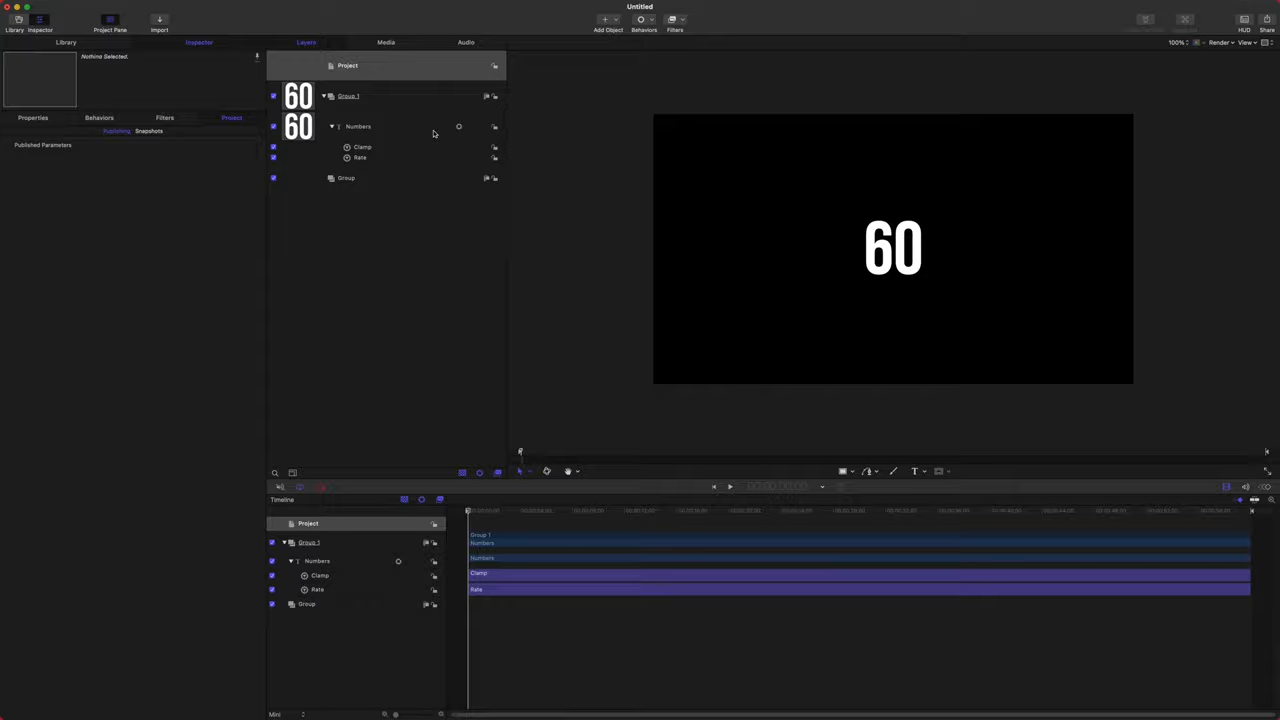 Untitled
Library Inspector Project Pane Import Add Object Behaviors Filters HUD Share
Library Inspector Layers Media Audio 100% Render View
Nothing Selected.
Project
60 Group 1
Properties Behaviors Filters Project
60 Numbers
Publishing Snapshots
Published Parameters
Clamp
Rate
Group
60
T
Timeline
Project
Group 1
Numbers
Clamp
Rate
Group
Group 1
Numbers
Numbers
Clamp
Rate
Mini